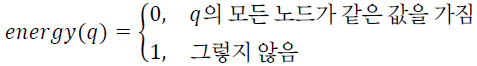 energy(q) = {0, q의 모든 노드가 같은 값을 가짐
1, 그렇지 않음